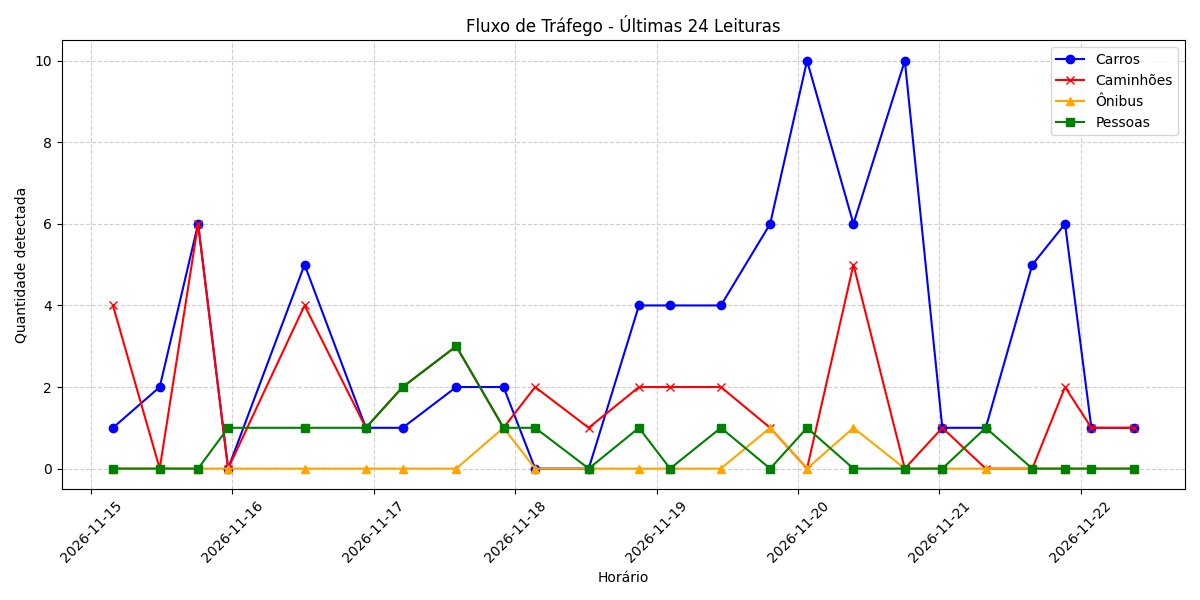 Fluxo de Tráfego - Últimas 24 Leituras
Carros
Caminhões
Ônibus
Pessoas
Quantidade detectada
10
8
6
4
2
0
2026-11-15
2026-11-16
2026-11-17
2026-11-18
2026-11-19
2026-11-20
2026-11-21
2026-11-22
Horário